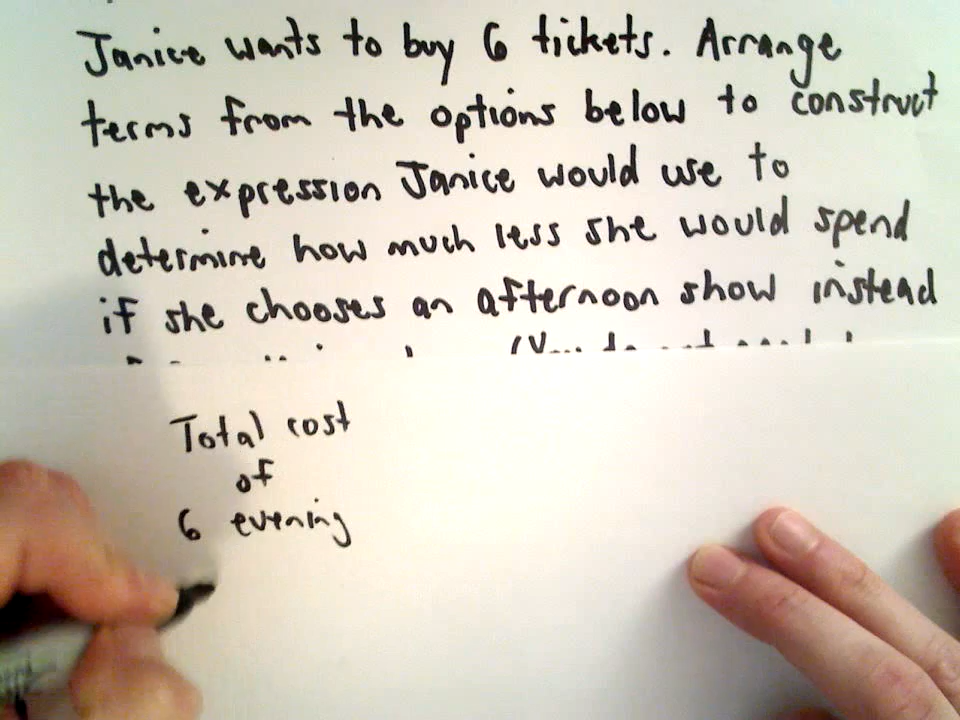 Janice wants to buy 6 tickets. Arrange
terms from the options below to construct
the expression Janice would use to
determine how much less she would spend
if she chooses an afternoon show instead
Total cost
of
6 evening